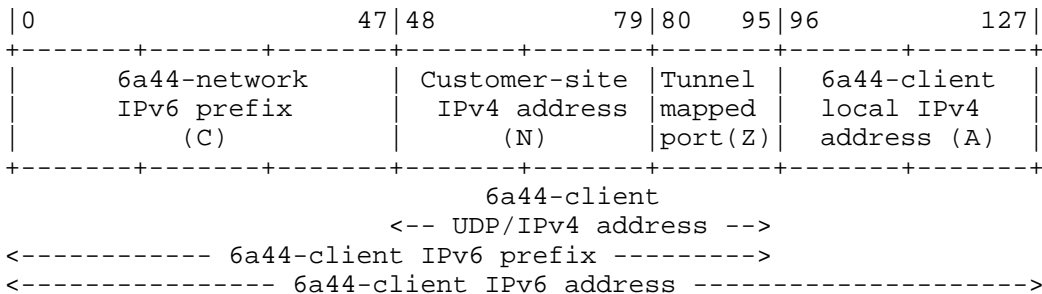 |0                     47|48             79|80   95|96          127|
+-------+-------+-------+-------+-------+-------+-------+-------+
|      6a44-network      | Customer-site |Tunnel |  6a44-client  |
|      IPv6 prefix       |  IPv4 address |mapped |  local IPv4   |
|          (C)           |      (N)      |port(Z)|  address (A)  |
+-------+-------+-------+-------+-------+-------+-------+-------+
6a44-client
<-- UDP/IPv4 address -->
<------------ 6a44-client IPv6 prefix --------->
<---------------- 6a44-client IPv6 address --------------------->